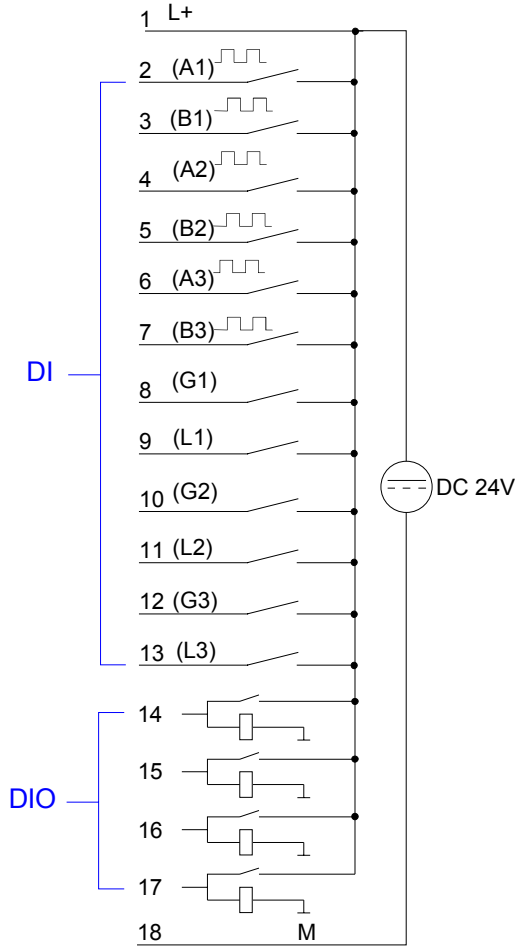 1 L+
2 (A1)
3 (B1)
4 (A2)
5 (B2)
6 (A3)
7 (B3)
DI
8 (G1)
9 (L1)
DC 24V
10 (G2)
11 (L2)
12 (G3)
13 (L3)
14
15
DIO
16
17
18 M